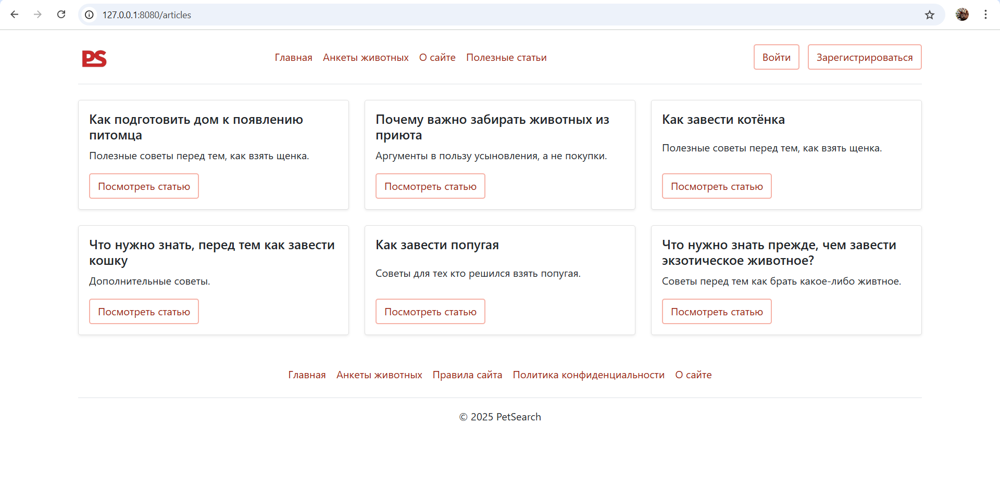 127.0.0.1:8080/articles
PS
Главная Анкеты животных О сайте Полезные статьи
Войти Зарегистрироваться
Как подготовить дом к появлению
питомца
Полезные советы перед тем, как взять щенка.
Посмотреть статью
Почему важно забирать животных из
приюта
Аргументы в пользу усыновления, а не покупки.
Посмотреть статью
Как завести котёнка
Полезные советы перед тем, как взять щенка.
Посмотреть статью
Что нужно знать, перед тем как завести
кошку
Дополнительные советы.
Посмотреть статью
Как завести попугая
Советы для тех кто решился взять попугая.
Посмотреть статью
Что нужно знать прежде, чем завести
экзотическое животное?
Советы перед тем как брать какое-либо живтное.
Посмотреть статью
Главная Анкеты животных Правила сайта Политика конфиденциальности О сайте
© 2025 PetSearch